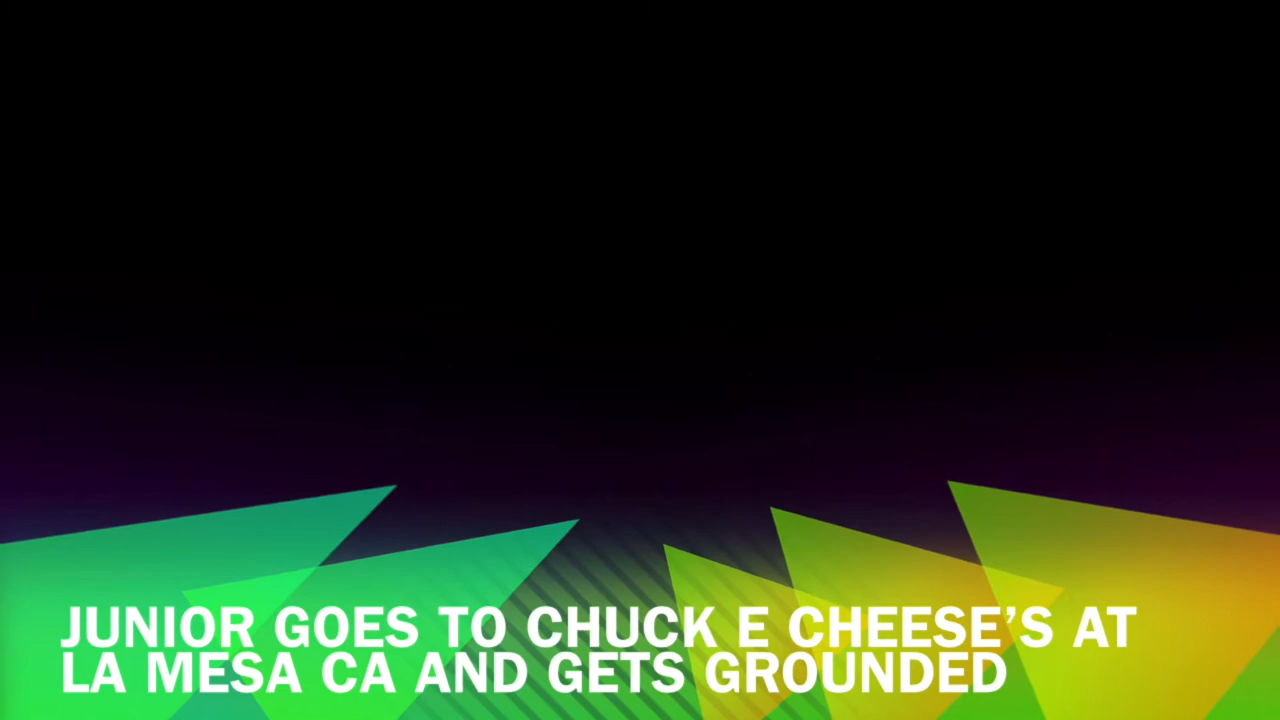 JUNIOR GOES TO CHUCK E CHEESE’S AT
LA MESA CA AND GETS GROUNDED